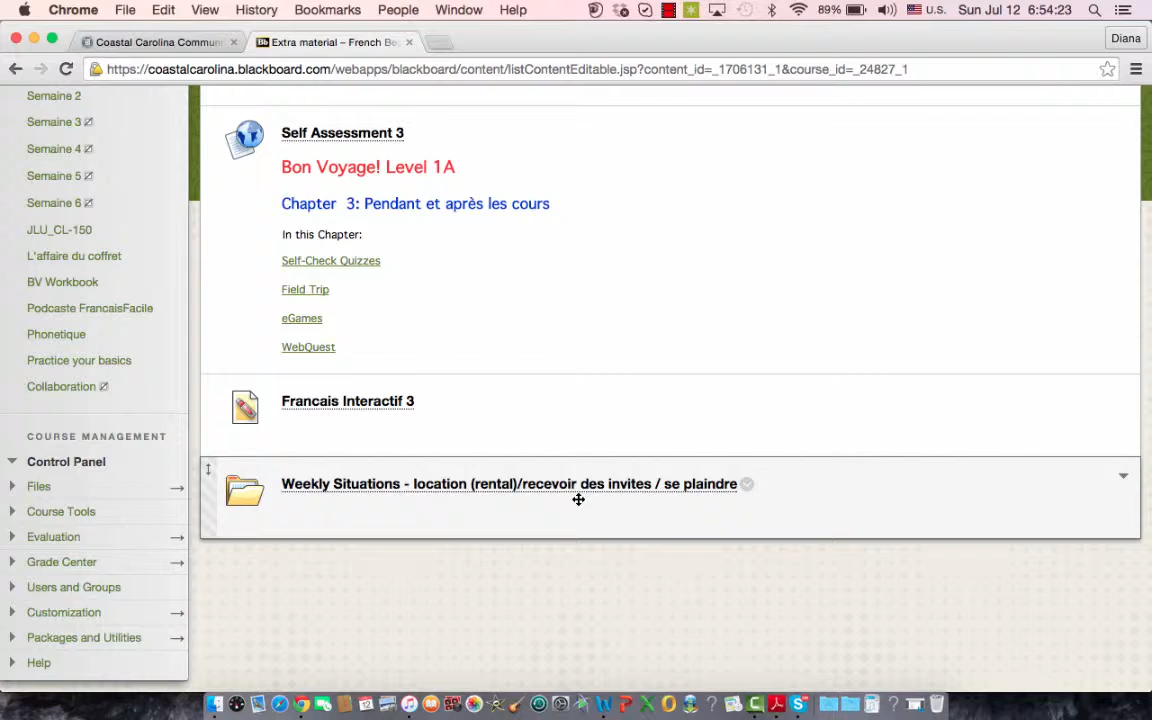 Chrome File Edit View History Bookmarks People Window Help 89% U.S. Sun Jul 12 6:54:23
Coastal Carolina Commun
Extra material – French Be
Diana
https://coastalcarolina.blackboard.com/webapps/blackboard/content/listContentEditable.jsp?content_id=_1706131_1&course_id=_24827_1
Semaine 2
Semaine 3
Semaine 4
Semaine 5
Semaine 6
JLU_CL-150
L'affaire du coffret
BV Workbook
Podcaste FrancaisFacile
Phonetique
Practice your basics
Collaboration
COURSE MANAGEMENT
Control Panel
Files
Course Tools
Evaluation
Grade Center
Users and Groups
Customization
Packages and Utilities
Help
Self Assessment 3
Bon Voyage! Level 1A
Chapter 3: Pendant et après les cours
In this Chapter:
Self-Check Quizzes
Field Trip
eGames
WebQuest
Francais Interactif 3
Weekly Situations - location (rental)/recevoir des invites / se plaindre